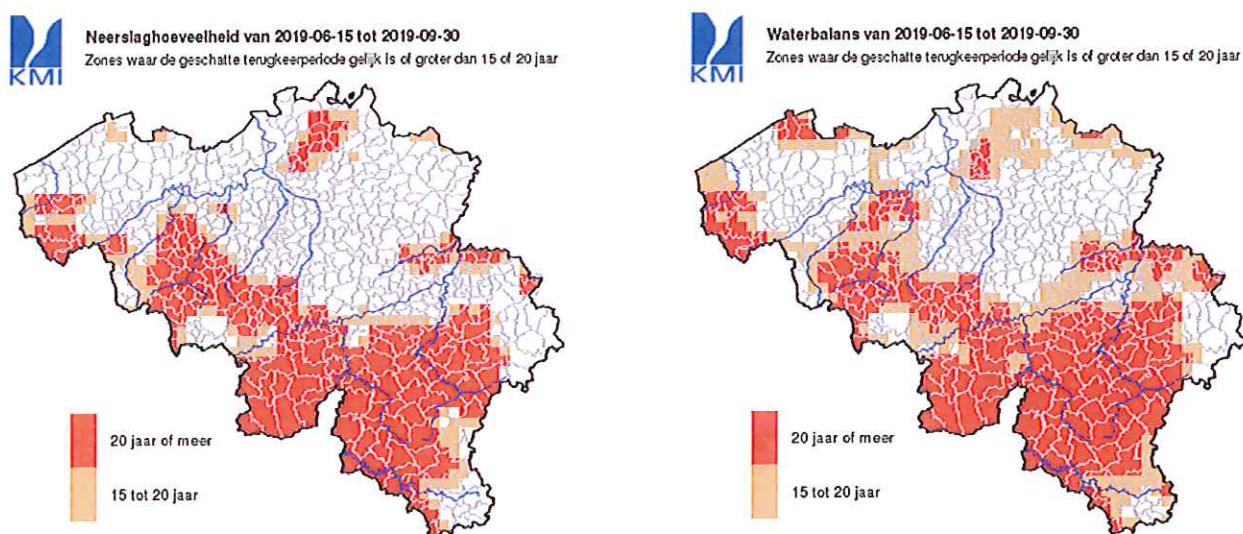 KMI
Neerslaghoeveelheid van 2019-06-15 tot 2019-09-30
Zones waar de geschatte terugkeerperiode gelijk is of groter dan 15 of 20 jaar
20 jaar of meer
15 tot 20 jaar
KMI
Waterbalans van 2019-06-15 tot 2019-09-30
Zones waar de geschatte terugkeerperiode gelijk is of groter dan 15 of 20 jaar
20 jaar of meer
15 tot 20 jaar